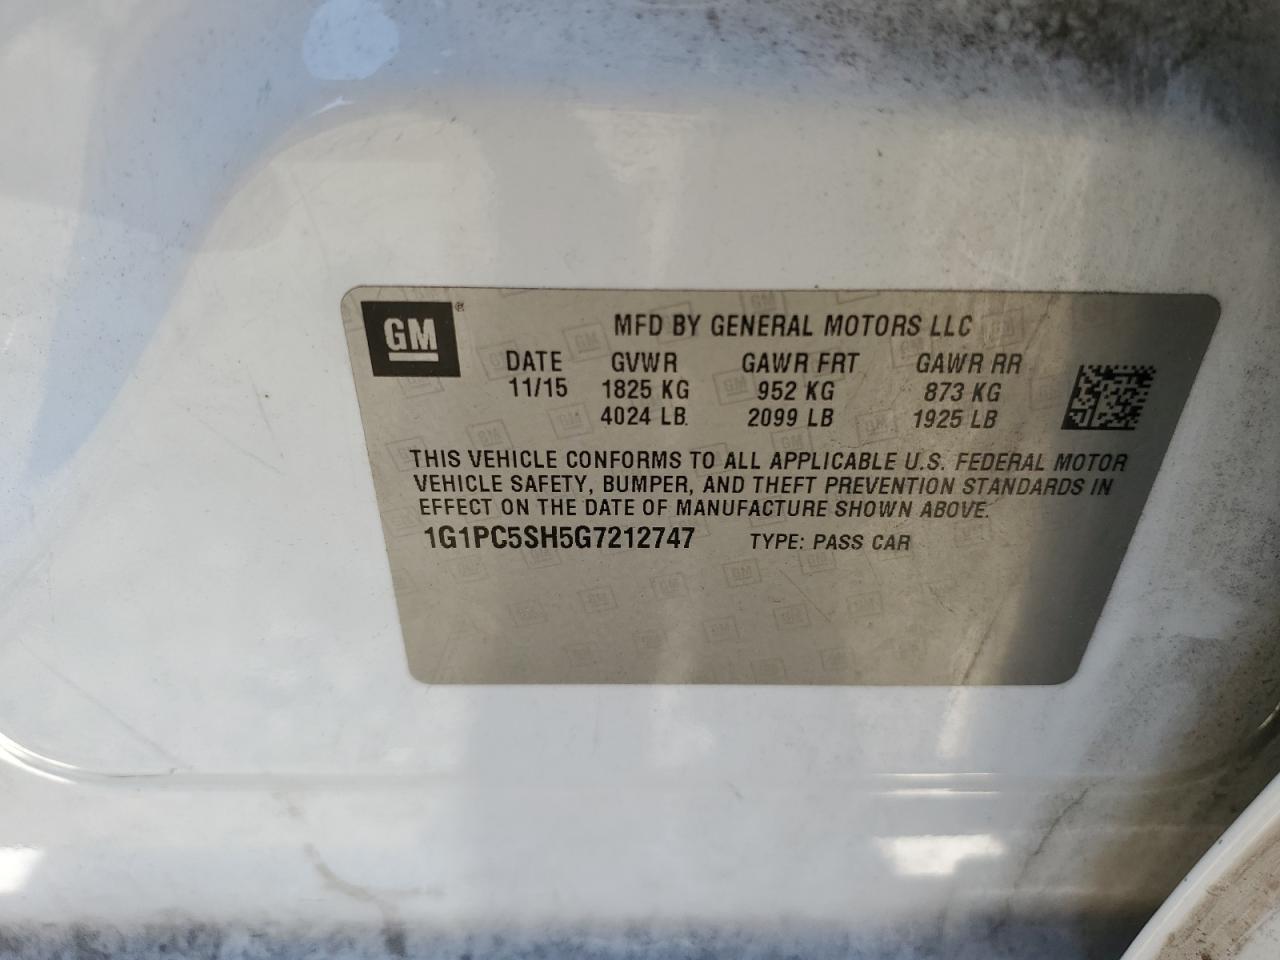 GM ®
MFD BY GENERAL MOTORS LLC
DATE GVWR GAWR FRT GAWR RR
11/15 1825 KG 952 KG 873 KG
4024 LB 2099 LB 1925 LB
THIS VEHICLE CONFORMS TO ALL APPLICABLE U.S. FEDERAL MOTOR
VEHICLE SAFETY, BUMPER, AND THEFT PREVENTION STANDARDS IN
EFFECT ON THE DATE OF MANUFACTURE SHOWN ABOVE.
1G1PC5SH5G7212747 TYPE: PASS CAR